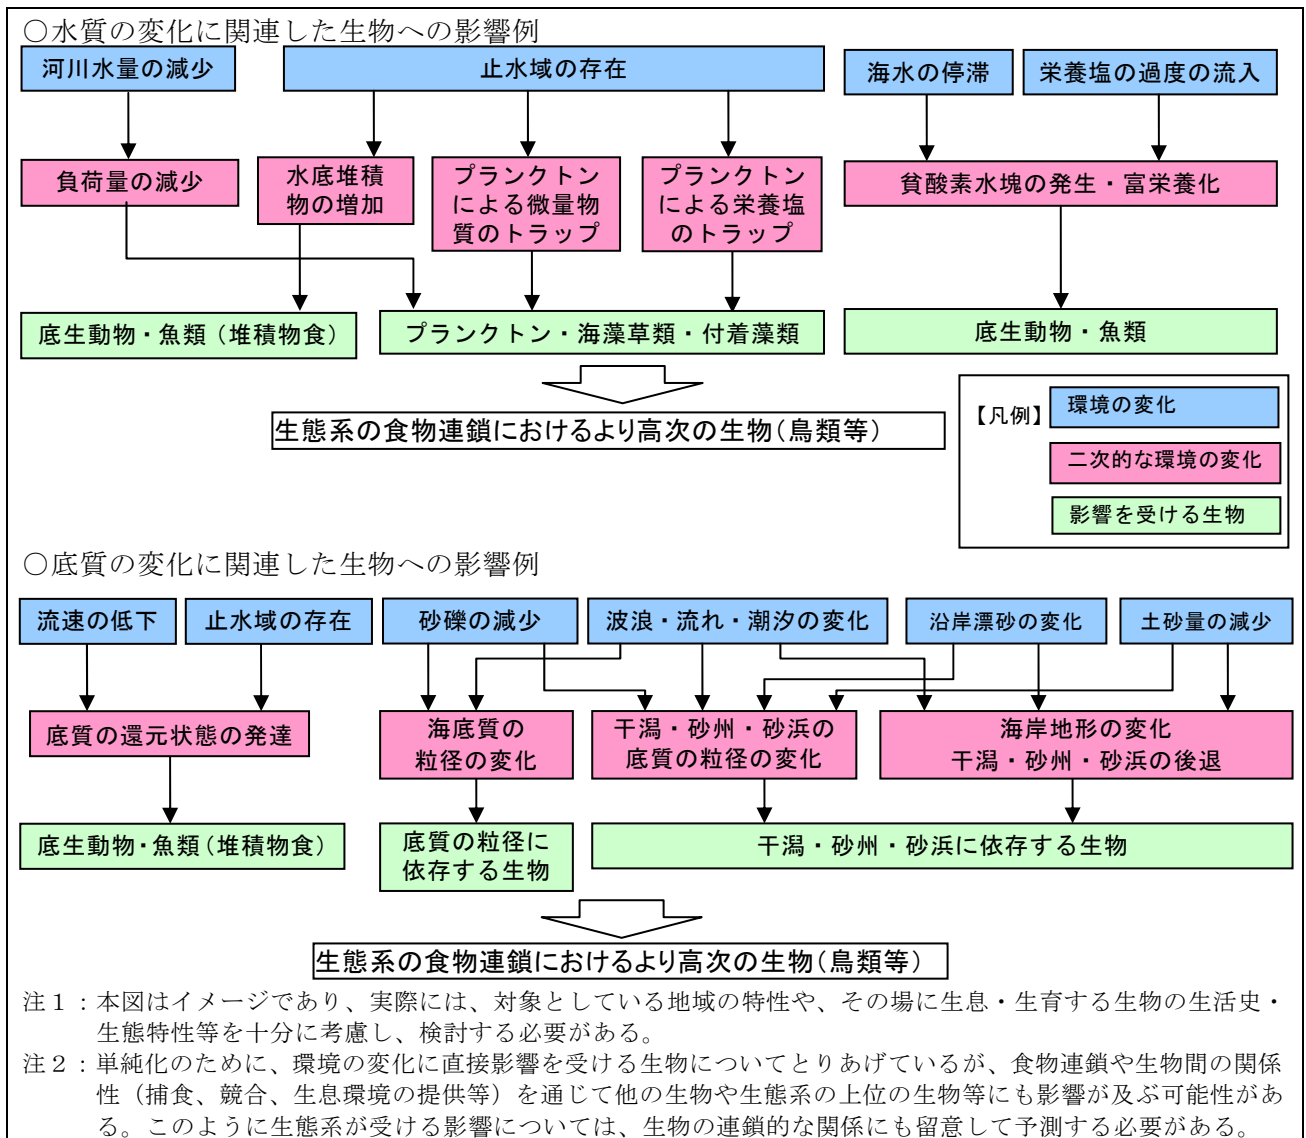 ○水質の変化に関連した生物への影響例
河川水量の減少
止水域の存在
海水の停滞
栄養塩の過度の流入
負荷量の減少
水底堆積
物の増加
プランクトン
による微量物
質のトラップ
プランクトン
による栄養塩
のトラップ
貧酸素水塊の発生・富栄養化
底生動物・魚類（堆積物食）
プランクトン・海藻草類・付着藻類
底生動物・魚類
生態系の食物連鎖におけるより高次の生物（鳥類等）
【凡例】
環境の変化
二次的な環境の変化
影響を受ける生物
○底質の変化に関連した生物への影響例
流速の低下
止水域の存在
砂礫の減少
波浪・流れ・潮汐の変化
沿岸漂砂の変化
土砂量の減少
底質の還元状態の発達
海底質の
粒径の変化
干潟・砂州・砂浜の
底質の粒径の変化
海岸地形の変化
干潟・砂州・砂浜の後退
底生動物・魚類（堆積物食）
底質の粒径に
依存する生物
干潟・砂州・砂浜に依存する生物
生態系の食物連鎖におけるより高次の生物（鳥類等）
注１：本図はイメージであり、実際には、対象としている地域の特性や、その場に生息・生育する生物の生活史・
生態特性等を十分に考慮し、検討する必要がある。
注２：単純化のために、環境の変化に直接影響を受ける生物についてとりあげているが、食物連鎖や生物間の関係
性（捕食、競合、生息環境の提供等）を通じて他の生物や生態系の上位の生物等にも影響が及ぶ可能性があ
る。このように生態系が受ける影響については、生物の連鎖的な関係にも留意して予測する必要がある。